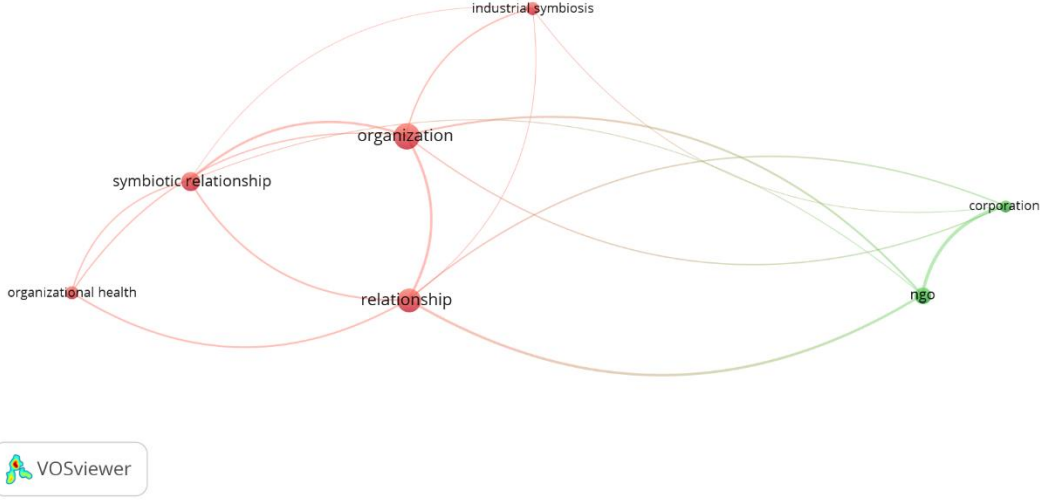 industrial symbiosis
organization
symbiotic relationship
corporation
organizational health
relationship
ngo
VOSviewer